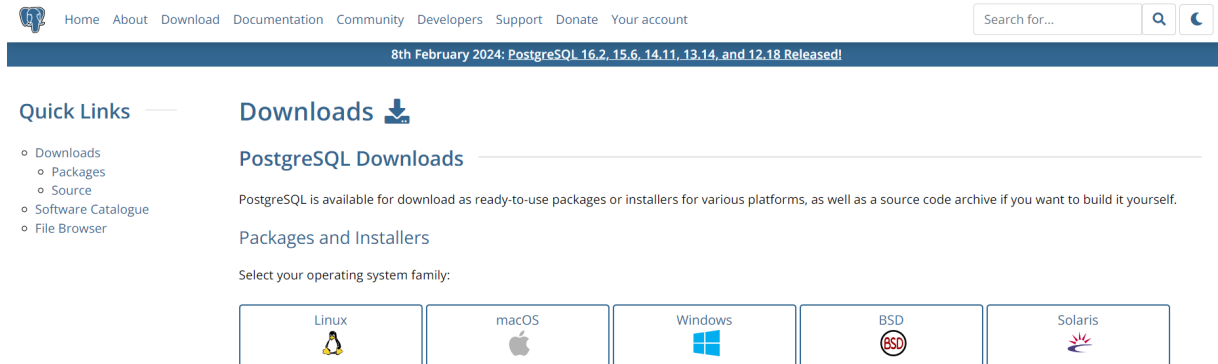 Home About Download Documentation Community Developers Support Donate Your account Search for...
8th February 2024: PostgreSQL 16.2, 15.6, 14.11, 13.14, and 12.18 Released!
Quick Links
Downloads
Packages
Source
Software Catalogue
File Browser
Downloads
PostgreSQL Downloads
PostgreSQL is available for download as ready-to-use packages or installers for various platforms, as well as a source code archive if you want to build it yourself.
Packages and Installers
Select your operating system family:
Linux macOS Windows BSD Solaris
BSD